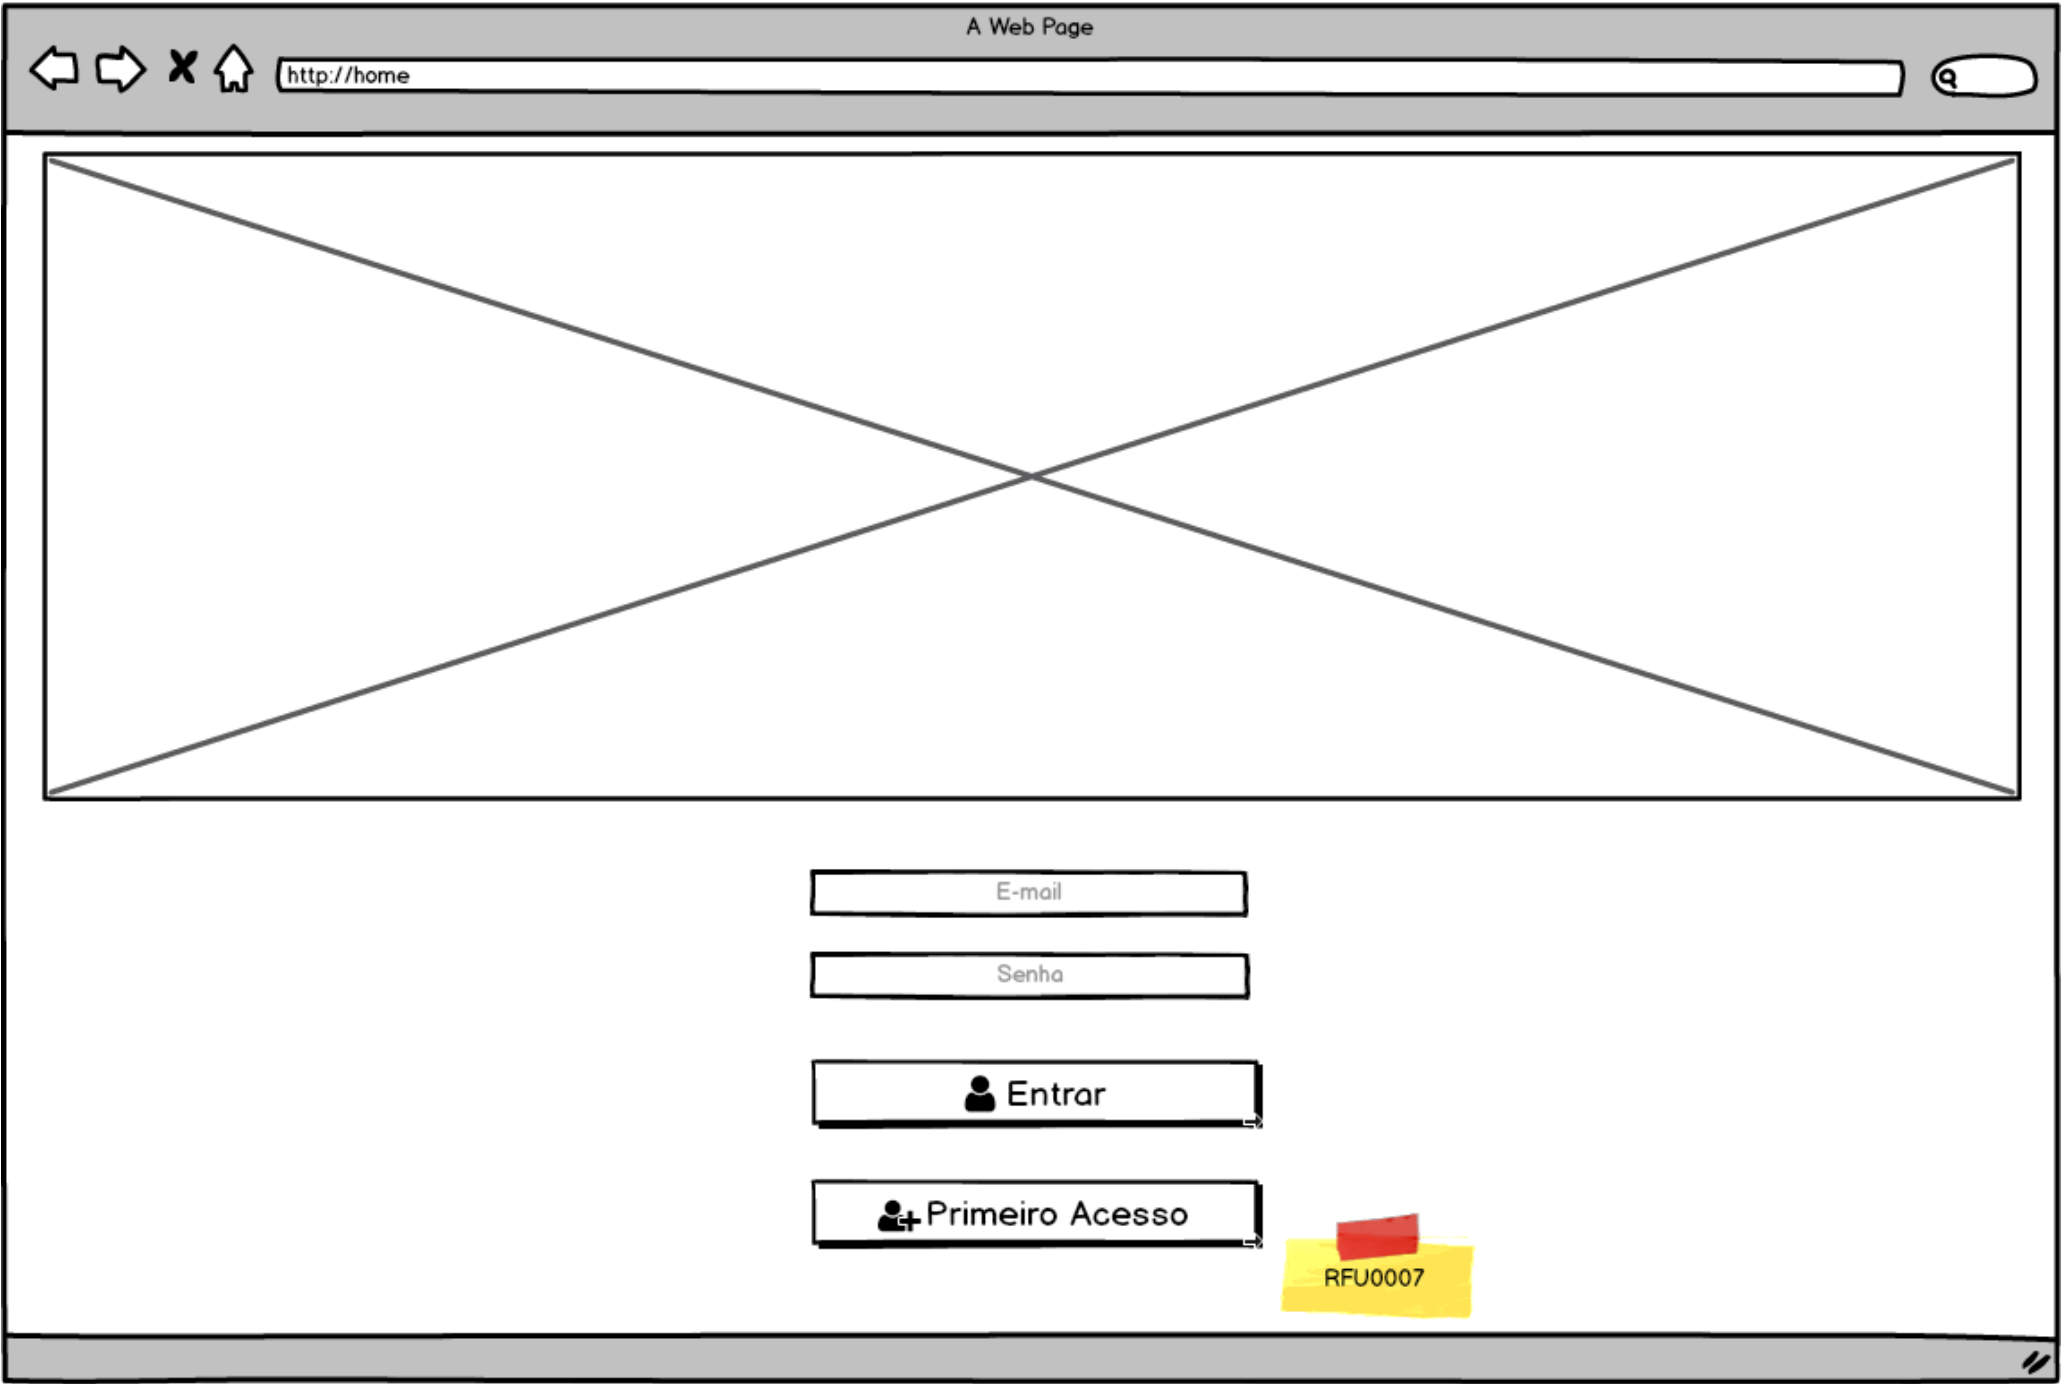 A Web Page
http://home
E-mail
Senha
Entrar
Primeiro Acesso
RFU0007